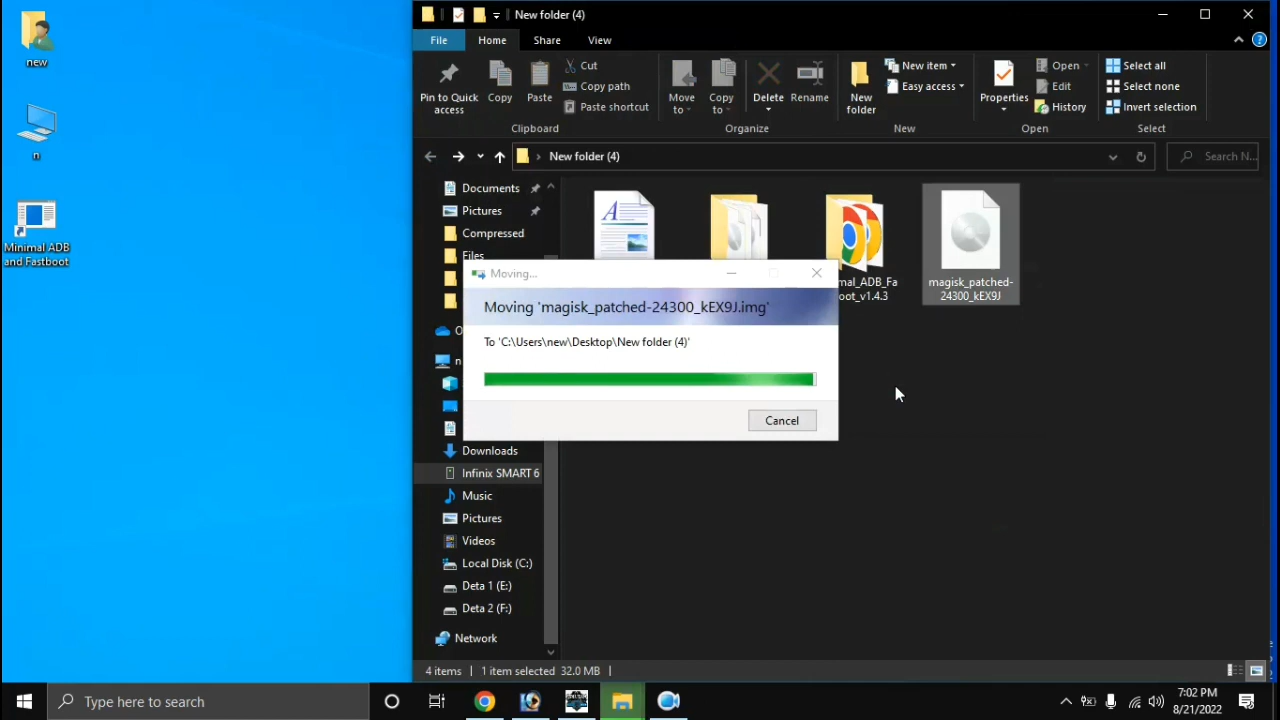 new
n
Minimal ADB
and Fastboot
New folder (4)
File
Home
Share
View
Pin to Quick
access
Copy
Paste
Cut
Copy path
Paste shortcut
Clipboard
Move
to
Copy
to
Delete
Rename
Organize
New
folder
New item
Easy access
New
Properties
Open
Edit
History
Open
Select all
Select none
Invert selection
Select
New folder (4)
Search N...
Documents
Pictures
Compressed
Files
n
Downloads
Infinix SMART 6
Music
Pictures
Videos
Local Disk (C:)
Deta 1 (E:)
Deta 2 (F:)
Network
mal_ADB_Fa
oot_v1.4.3
magisk_patched-
24300_kEX9J
Moving...
Moving 'magisk_patched-24300_kEX9J.img'
To 'C:\Users\new\Desktop\New folder (4)'
Cancel
4 items
1 item selected 32.0 MB
Type here to search
7:02 PM
8/21/2022